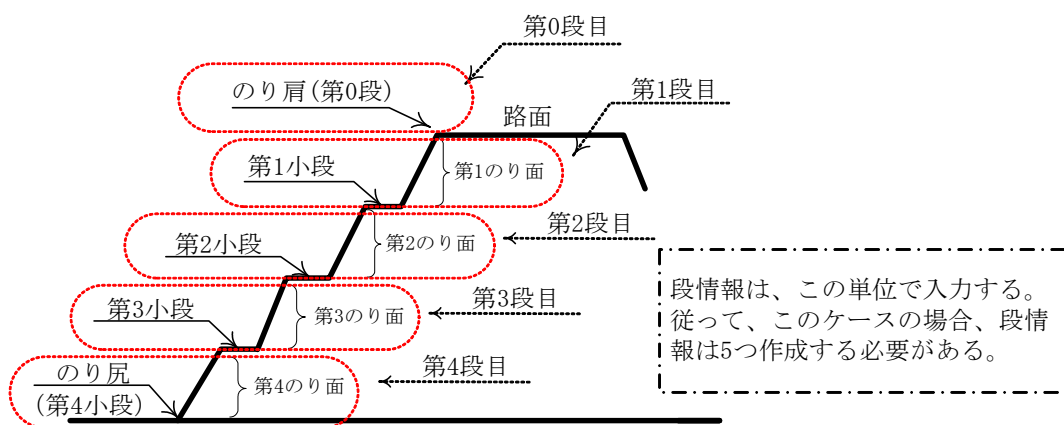 第0段目
のり肩(第0段)
第1段目
路面
第1小段
第1のり面
第2段目
第2小段
第2のり面
第3段目
第3小段
第3のり面
第4段目
のり尻
(第4小段)
第4のり面
段情報は、この単位で入力する。
従って、このケースの場合、段情
報は5つ作成する必要がある。